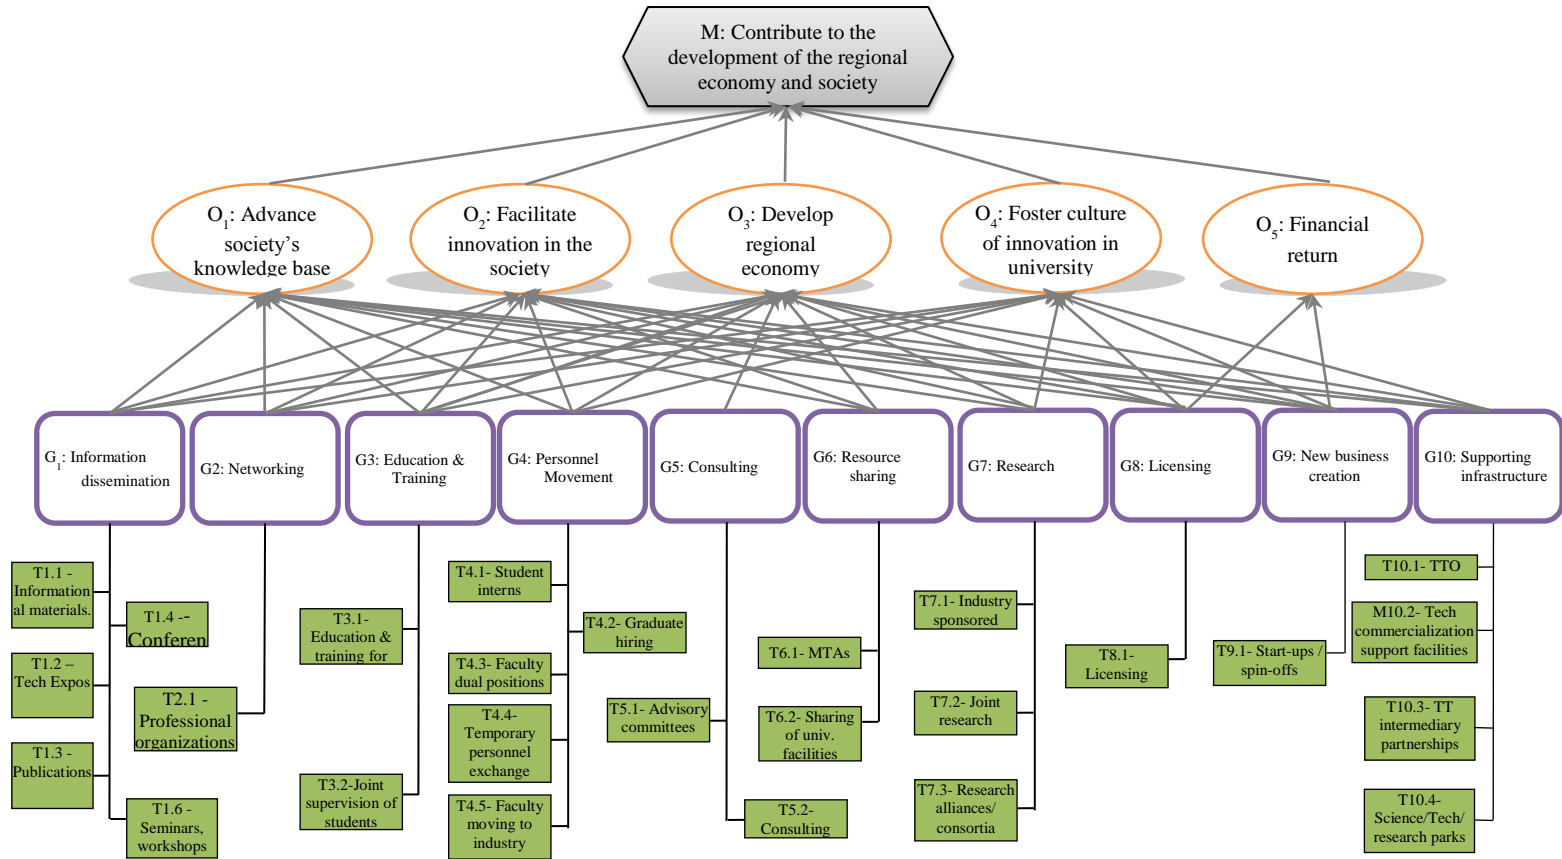 M: Contribute to the
development of the regional
economy and society
O1: Advance
society’s
knowledge base
O2: Facilitate
innovation in the
society
O3: Develop
regional
economy
O4: Foster culture
of innovation in
university
O5: Financial
return
G1: Information
dissemination
G2: Networking
G3: Education &
Training
G4: Personnel
Movement
G5: Consulting
G6: Resource
sharing
G7: Research
G8: Licensing
G9: New business
creation
G10: Supporting
infrastructure
T1.1 -
Information
al materials.
T1.4 --
Conferen
T1.2 –
Tech Expos
T1.3 -
Publications
T1.6 -
Seminars,
workshops
T2.1 -
Professional
organizations
T3.1-
Education &
training for
T3.2-Joint
supervision of
students
T4.1- Student
interns
T4.2- Graduate
hiring
T4.3- Faculty
dual positions
T4.4-
Temporary
personnel
exchange
T4.5- Faculty
moving to
industry
T5.1- Advisory
committees
T5.2-
Consulting
T6.1- MTAs
T6.2- Sharing
of univ.
facilities
T7.1- Industry
sponsored
T7.2- Joint
research
T7.3- Research
alliances/
consortia
T8.1-
Licensing
T9.1- Start-ups /
spin-offs
T10.1- TTO
M10.2- Tech
commercialization
support facilities
T10.3- TT
intermediary
partnerships
T10.4-
Science/Tech/
research parks